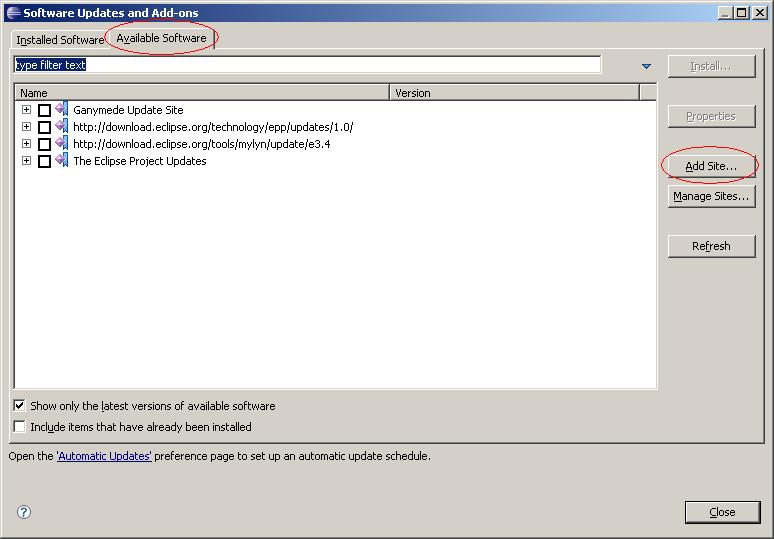 Software Updates and Add-ons
Installed Software
Available Software
type filter text
Install...
Name
Version
Ganymede Update Site
http://download.eclipse.org/technology/epp/updates/1.0/
http://download.eclipse.org/tools/mylyn/update/e3.4
The Eclipse Project Updates
Properties
Add Site...
Manage Sites...
Refresh
Show only the latest versions of available software
Include items that have already been installed
Open the 'Automatic Updates' preference page to set up an automatic update schedule.
?
Close